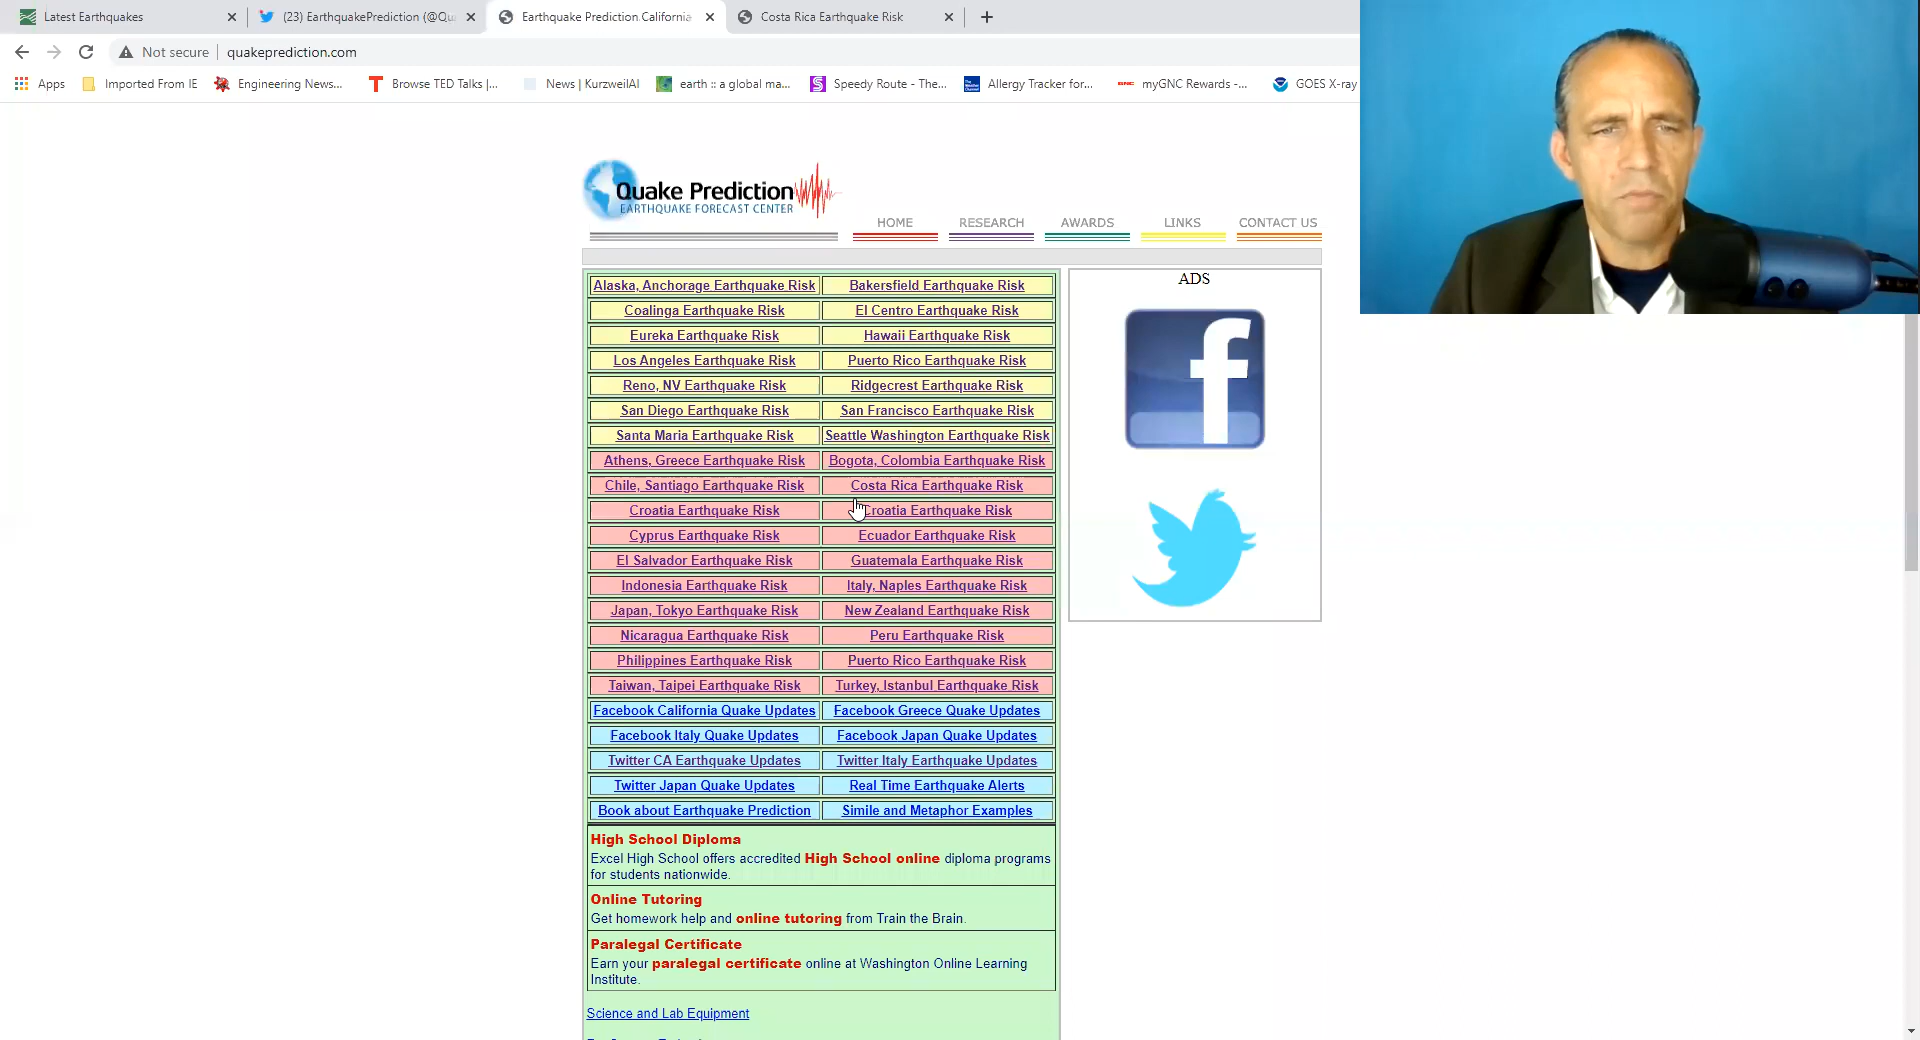 Latest Earthquakes
(23) EarthquakePrediction (@Qu
Earthquake Prediction.California
Costa Rica Earthquake Risk
Not secure
quakeprediction.com
Apps
Imported From IE
Engineering News...
Browse TED Talks |...
News | KurzweilAI
earth :: a global ma...
Speedy Route - The...
Allergy Tracker for...
myGNC Rewards -...
GOES X-ray
Quake Prediction
EARTHQUAKE FORECAST CENTER
HOME
RESEARCH
AWARDS
LINKS
CONTACT US
Alaska, Anchorage Earthquake Risk
Bakersfield Earthquake Risk
Coalinga Earthquake Risk
El Centro Earthquake Risk
Eureka Earthquake Risk
Hawaii Earthquake Risk
Los Angeles Earthquake Risk
Puerto Rico Earthquake Risk
Reno, NV Earthquake Risk
Ridgecrest Earthquake Risk
San Diego Earthquake Risk
San Francisco Earthquake Risk
Santa Maria Earthquake Risk
Seattle Washington Earthquake Risk
Athens, Greece Earthquake Risk
Bogota, Colombia Earthquake Risk
Chile, Santiago Earthquake Risk
Costa Rica Earthquake Risk
Croatia Earthquake Risk
Croatia Earthquake Risk
Cyprus Earthquake Risk
Ecuador Earthquake Risk
El Salvador Earthquake Risk
Guatemala Earthquake Risk
Indonesia Earthquake Risk
Italy, Naples Earthquake Risk
Japan, Tokyo Earthquake Risk
New Zealand Earthquake Risk
Nicaragua Earthquake Risk
Peru Earthquake Risk
Philippines Earthquake Risk
Puerto Rico Earthquake Risk
Taiwan, Taipei Earthquake Risk
Turkey, Istanbul Earthquake Risk
Facebook California Quake Updates
Facebook Greece Quake Updates
Facebook Italy Quake Updates
Facebook Japan Quake Updates
Twitter CA Earthquake Updates
Twitter Italy Earthquake Updates
Twitter Japan Quake Updates
Real Time Earthquake Alerts
Book about Earthquake Prediction
Simile and Metaphor Examples
High School Diploma
Excel High School offers accredited High School online diploma programs
for students nationwide.
Online Tutoring
Get homework help and online tutoring from Train the Brain.
Paralegal Certificate
Earn your paralegal certificate online at Washington Online Learning
Institute.
Science and Lab Equipment
ADS